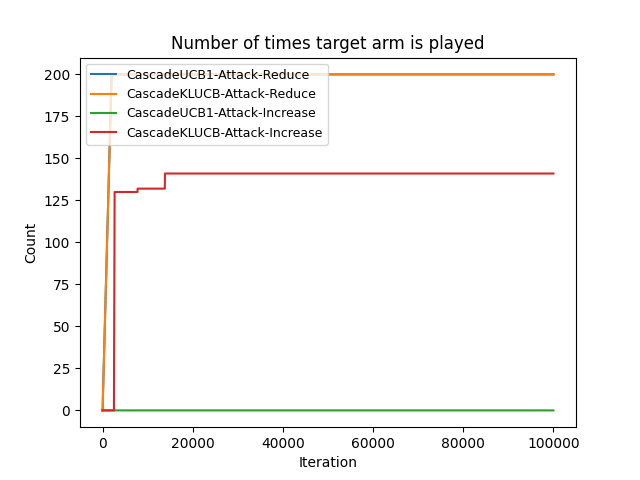 Number of times target arm is played
200
175
150
125
100
75
50
25
0
Count
CascadeUCB1-Attack-Reduce
CascadeKLUCB-Attack-Reduce
CascadeUCB1-Attack-Increase
CascadeKLUCB-Attack-Increase
0
20000
40000
60000
80000
100000
Iteration